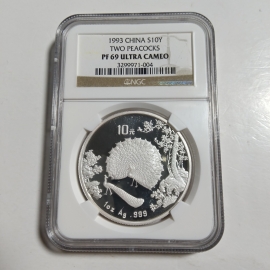 1993 CHINA S10Y
TWO PEACOCKS
PF 69 ULTRA CAMEO
3299971-004
NGC
10元
1oz Ag .999